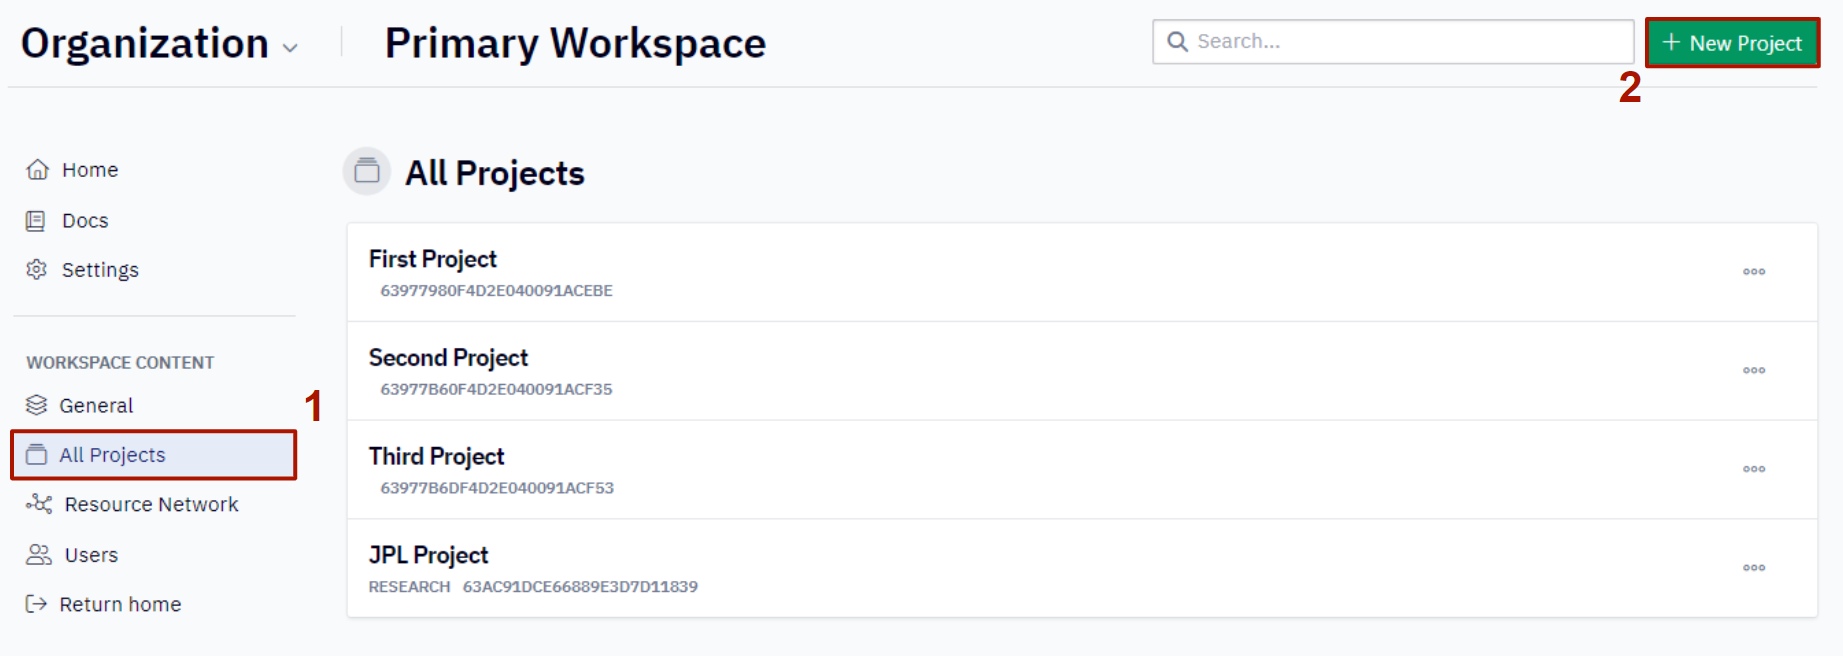 Organization
Primary Workspace
Search...
+ New Project
2
Home
Docs
Settings
WORKSPACE CONTENT
General
1
All Projects
Resource Network
Users
Return home
All Projects
First Project
63977980F4D2E040091ACEBE
Second Project
63977B60F4D2E040091ACF35
Third Project
63977B6DF4D2E040091ACF53
JPL Project
RESEARCH 63AC91DCE66889E3D7D11839